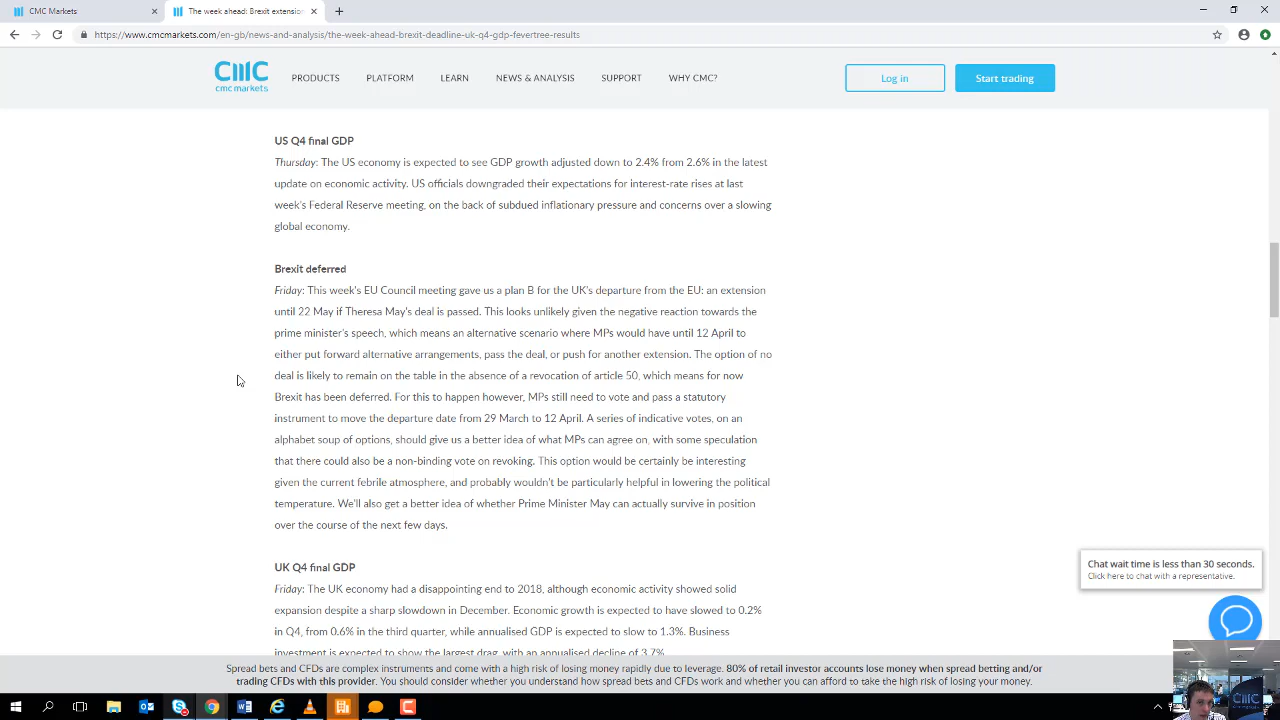 CMC Markets
The week ahead: Brexit extension
https://www.cmcmarkets.com/en-gb/news-and-analysis/the-week-ahead-brexit-deadline-uk-q4-gdp-fevertree-results
cmc markets
PRODUCTS PLATFORM LEARN NEWS & ANALYSIS SUPPORT WHY CMC?
Log in
Start trading
US Q4 final GDP
Thursday: The US economy is expected to see GDP growth adjusted down to 2.4% from 2.6% in the latest
update on economic activity. US officials downgraded their expectations for interest-rate rises at last
week's Federal Reserve meeting, on the back of subdued inflationary pressure and concerns over a slowing
global economy.
Brexit deferred
Friday: This week's EU Council meeting gave us a plan B for the UK's departure from the EU: an extension
until 22 May if Theresa May's deal is passed. This looks unlikely given the negative reaction towards the
prime minister's speech, which means an alternative scenario where MPs would have until 12 April to
either put forward alternative arrangements, pass the deal, or push for another extension. The option of no
deal is likely to remain on the table in the absence of a revocation of article 50, which means for now
Brexit has been deferred. For this to happen however, MPs still need to vote and pass a statutory
instrument to move the departure date from 29 March to 12 April. A series of indicative votes, on an
alphabet soup of options, should give us a better idea of what MPs can agree on, with some speculation
that there could also be a non-binding vote on revoking. This option would be certainly be interesting
given the current febrile atmosphere, and probably wouldn't be particularly helpful in lowering the political
temperature. We'll also get a better idea of whether Prime Minister May can actually survive in position
over the course of the next few days.
UK Q4 final GDP
Friday: The UK economy had a disappointing end to 2018, although economic activity showed solid
expansion despite a sharp slowdown in December. Economic growth is expected to have slowed to 0.2%
in Q4, from 0.6% in the third quarter, while annualised GDP is expected to slow to 1.3%. Business
investment is expected to show the largest drag, with an annualised decline of 3.7%.
Chat wait time is less than 30 seconds.
Click here to chat with a representative.
Spread bets and CFDs are complex instruments and come with a high risk of losing money rapidly due to leverage. 80% of retail investor accounts lose money when spread betting and/or
trading CFDs with this provider. You should consider whether you understand how spread bets and CFDs work and whether you can afford to take the high risk of losing your money.